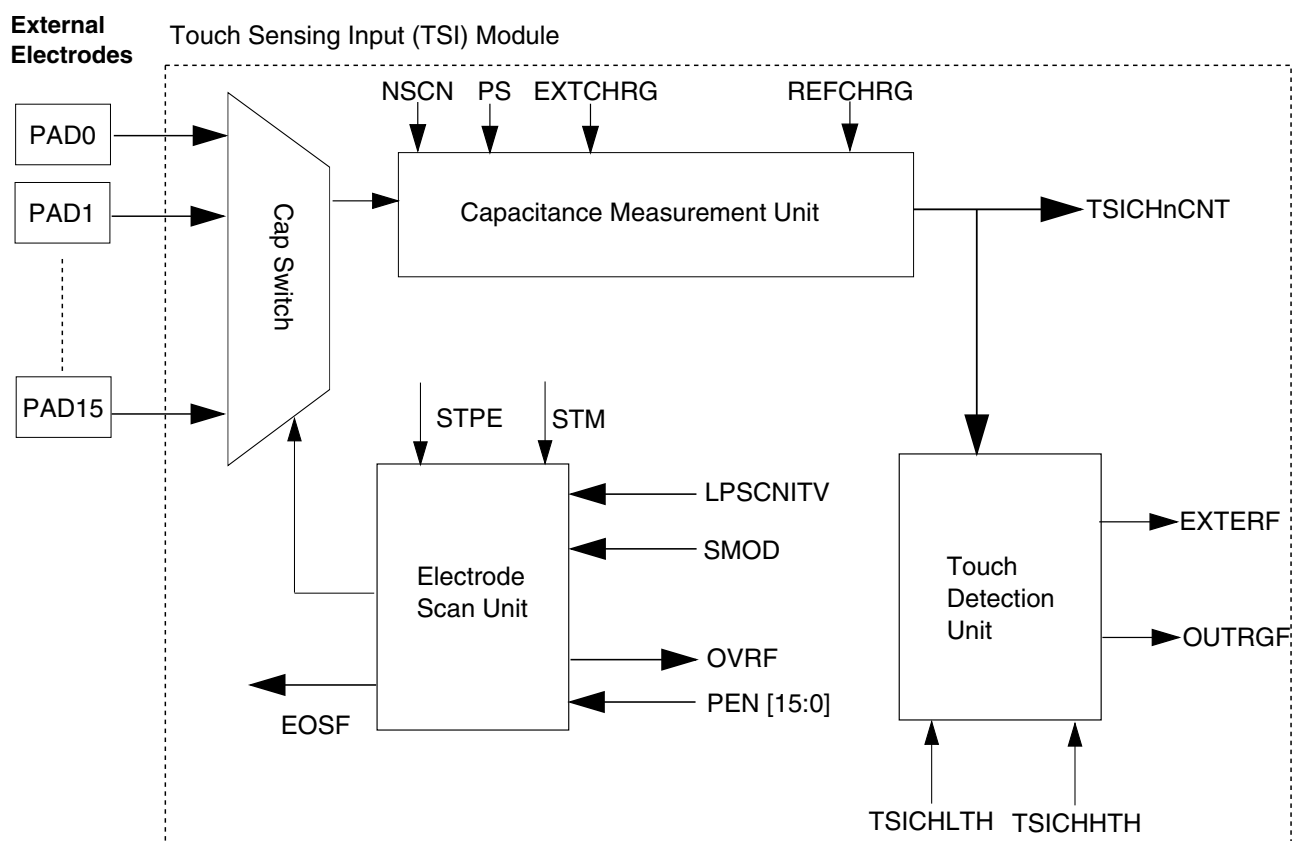 External
Electrodes
Touch Sensing Input (TSI) Module
NSCN PS EXTCHRG REFCHRG
PAD0
PAD1
PAD15
Cap Switch
Capacitance Measurement Unit
TSICHnCNT
STPE STM
LPSCNITV
SMOD
Electrode
Scan Unit
OVRF
PEN [15:0]
EOSF
Touch
Detection
Unit
EXTERF
OUTRGF
TSICHLTH TSICHHTH